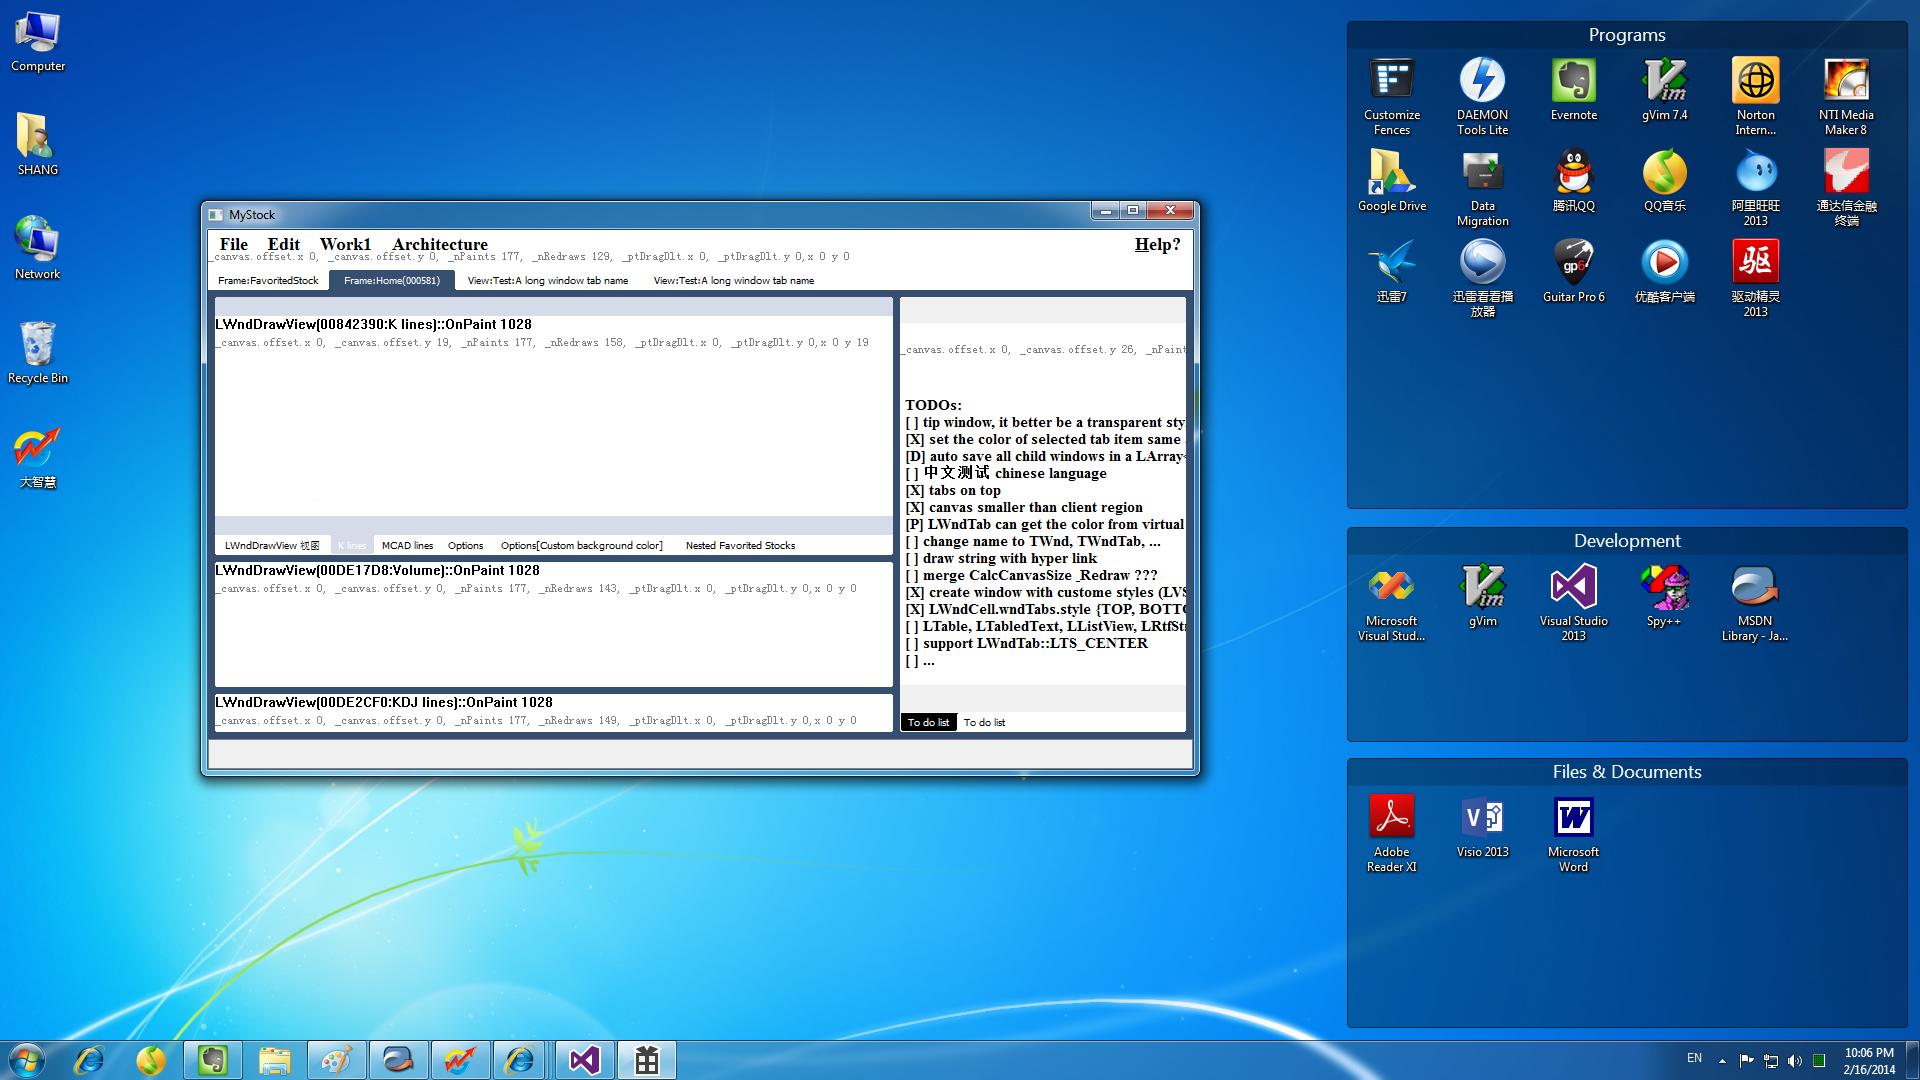 Computer
SHANG
Network
Recycle Bin
大智慧
MyStock
File Edit Work1 Architecture Help?
_canvas.offset.x 0, _canvas.offset.y 0, _nPaints 177, _nRedraws 129, _ptDragDlt.x 0, _ptDragDlt.y 0,x 0 y 0
Frame:FavoritedStock Frame:Home(000581) View:Test:A long window tab name View:Test:A long window tab name
LWndDrawView(00842390:K lines)::OnPaint 1028
_canvas.offset.x 0, _canvas.offset.y 19, _nPaints 177, _nRedraws 158, _ptDragDlt.x 0, _ptDragDlt.y 0,x 0 y 19
LWndDrawView 视图 K lines MCAD lines Options Options[Custom background color] Nested Favorited Stocks
LWndDrawView(00DE17D8:Volume)::OnPaint 1028
_canvas.offset.x 0, _canvas.offset.y 0, _nPaints 177, _nRedraws 143, _ptDragDlt.x 0, _ptDragDlt.y 0,x 0 y 0
LWndDrawView(00DE2CF0:KDJ lines)::OnPaint 1028
_canvas.offset.x 0, _canvas.offset.y 0, _nPaints 177, _nRedraws 149, _ptDragDlt.x 0, _ptDragDlt.y 0,x 0 y 0
_canvas.offset.x 0, _canvas.offset.y 26, _nPaint
TODOs:
[ ] tip window, it better be a transparent sty
[X] set the color of selected tab item same
[D] auto save all child windows in a LArray
[ ] 中文测试 chinese language
[X] tabs on top
[X] canvas smaller than client region
[P] LWndTab can get the color from virtual
[ ] change name to TWnd, TWndTab, ...
[ ] draw string with hyper link
[ ] merge CalcCanvasSize _Redraw ???
[X] create window with custome styles (LVS
[X] LWndCell.wndTabs.style {TOP, BOTTO
[ ] LTable, LTabledText, LListView, LRtfStr
[ ] support LWndTab::LTS_CENTER
[ ] ...
To do list To do list
Programs
Customize Fences
DAEMON Tools Lite
Evernote
gVim 7.4
Norton Intern...
NTI Media Maker 8
Google Drive
Data Migration
腾讯QQ
QQ音乐
阿里旺旺 2013
通达信金融终端
迅雷7
迅雷看看播放器
Guitar Pro 6
优酷客户端
驱动精灵 2013
Development
Microsoft Visual Stud...
gVim
Visual Studio 2013
Spy++
MSDN Library - Ja...
Files & Documents
Adobe Reader XI
Visio 2013
Microsoft Word
EN
10:06 PM
2/16/2014